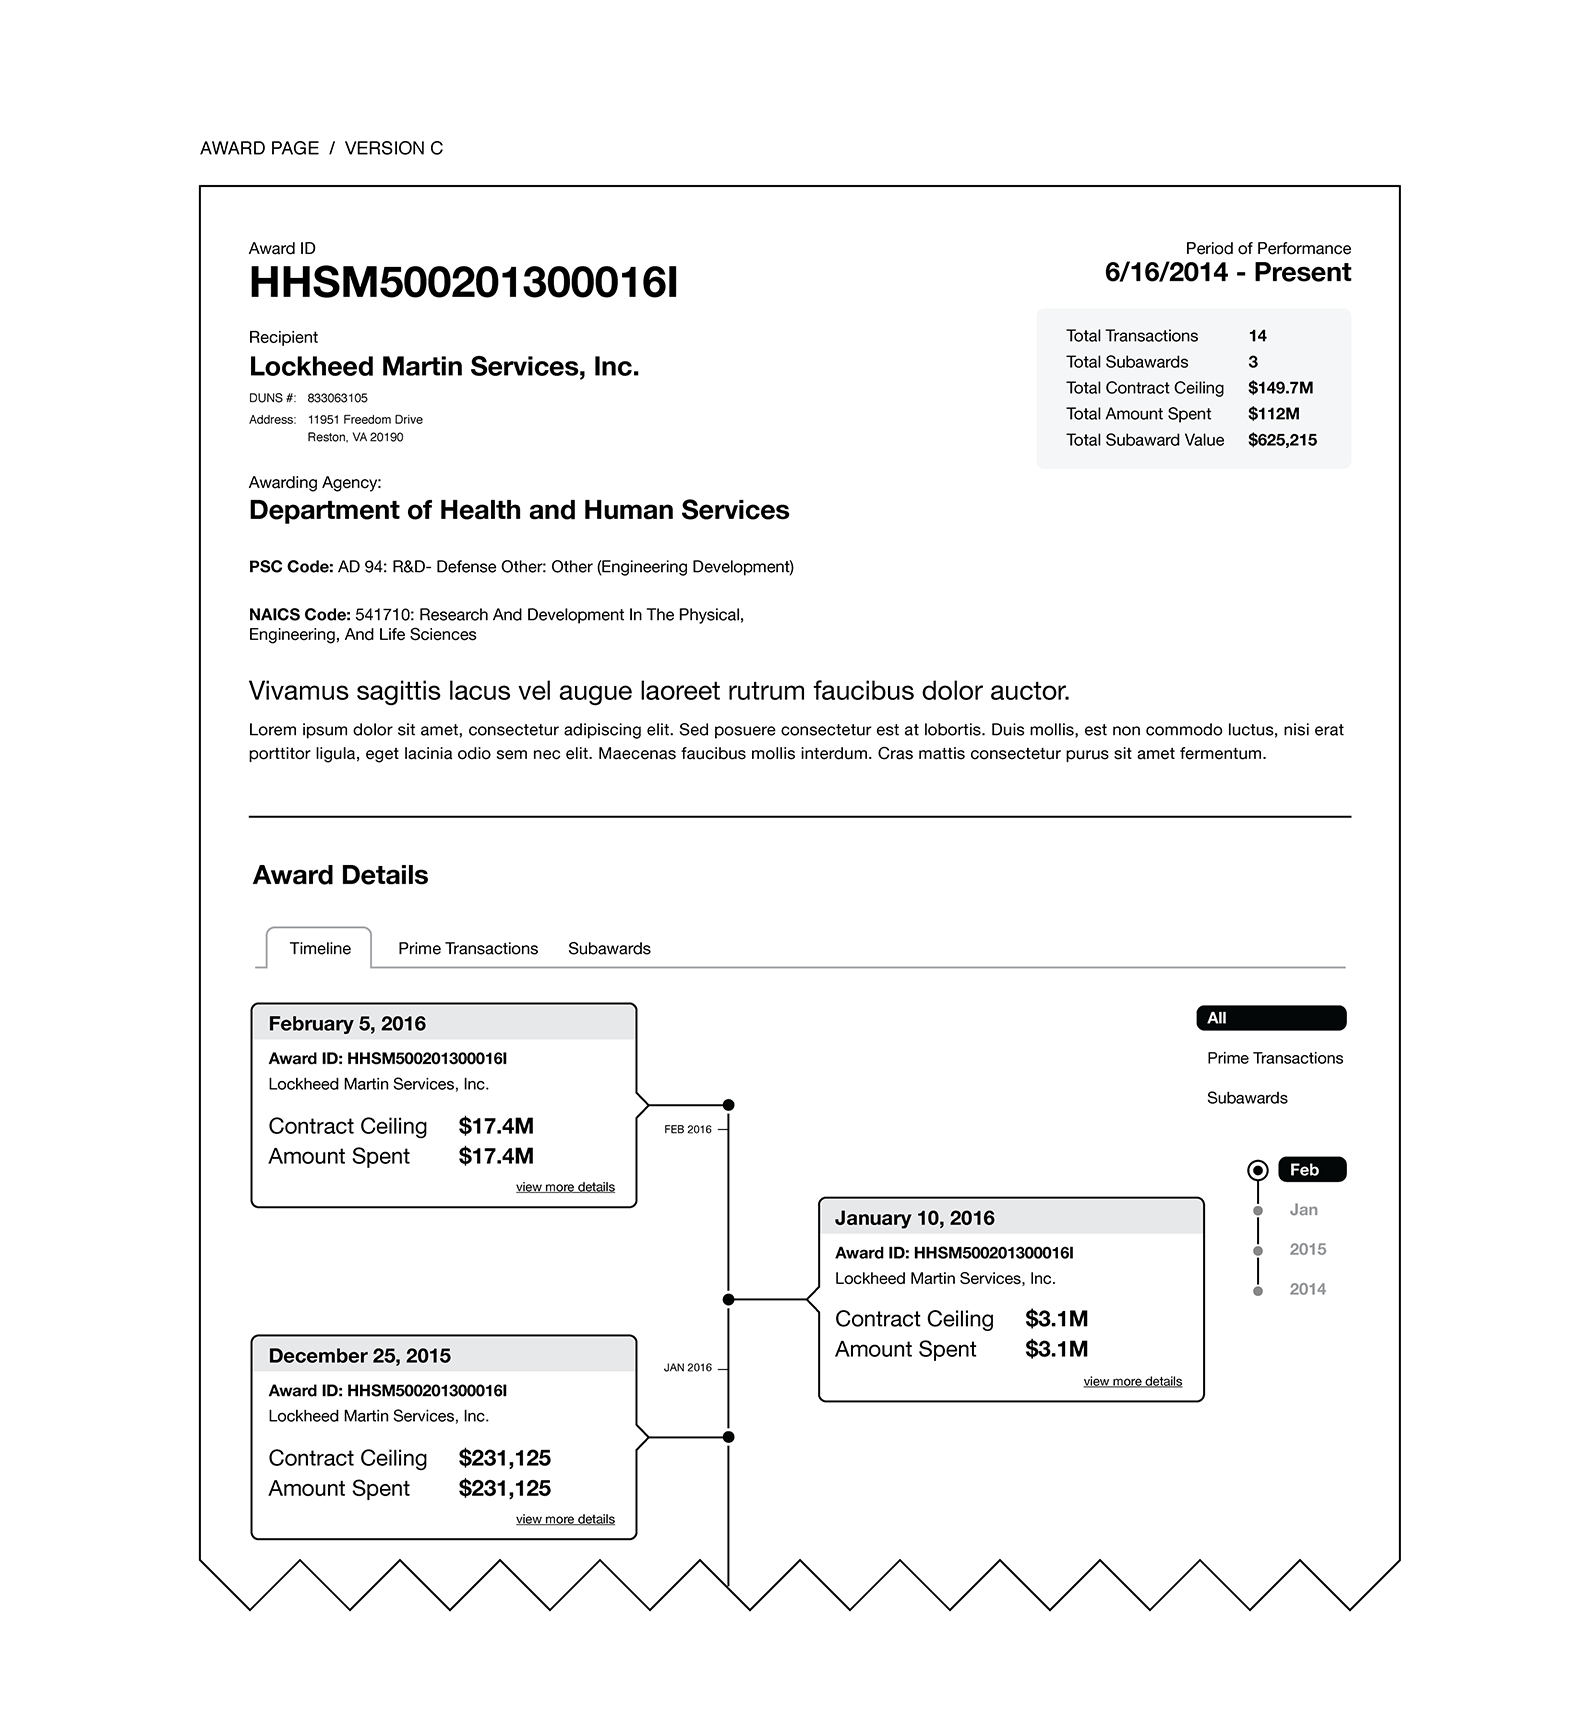 AWARD PAGE / VERSION C
Award ID
HHSM500201300016I
Recipient
Lockheed Martin Services, Inc.
DUNS #: 833063105
Address: 11951 Freedom Drive
Reston, VA 20190
Period of Performance
6/16/2014 - Present
Total Transactions 14
Total Subawards 3
Total Contract Ceiling $149.7M
Total Amount Spent $112M
Total Subaward Value $625,215
Awarding Agency:
Department of Health and Human Services
PSC Code: AD 94: R&D- Defense Other: Other (Engineering Development)
NAICS Code: 541710: Research And Development In The Physical,
Engineering, And Life Sciences
Vivamus sagittis lacus vel augue laoreet rutrum faucibus dolor auctor.
Lorem ipsum dolor sit amet, consectetur adipiscing elit. Sed posuere consectetur est at lobortis. Duis mollis, est non commodo luctus, nisi erat
porttitor ligula, eget lacinia odio sem nec elit. Maecenas faucibus mollis interdum. Cras mattis consectetur purus sit amet fermentum.
Award Details
Timeline Prime Transactions Subawards
February 5, 2016
Award ID: HHSM500201300016I
Lockheed Martin Services, Inc.
Contract Ceiling $17.4M
Amount Spent $17.4M
view more details
FEB 2016
All
Prime Transactions
Subawards
Feb
Jan
2015
2014
January 10, 2016
Award ID: HHSM500201300016I
Lockheed Martin Services, Inc.
Contract Ceiling $3.1M
Amount Spent $3.1M
view more details
JAN 2016
December 25, 2015
Award ID: HHSM500201300016I
Lockheed Martin Services, Inc.
Contract Ceiling $231,125
Amount Spent $231,125
view more details